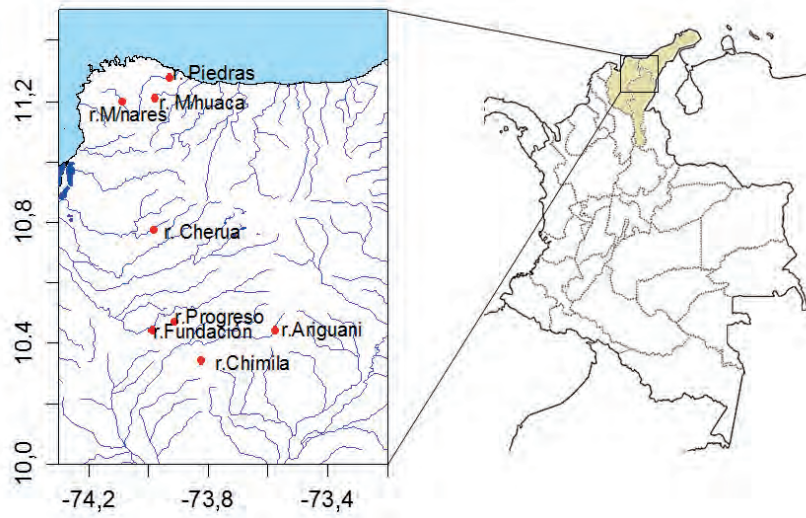 r. Piedras
r. M/huaca
r.M/nares
r. Cherua
r.Progreso
r.Fundación
r.Ariguani
r.Chimila
11,2
10,8
10,4
10,0
-74,2
-73,8
-73,4